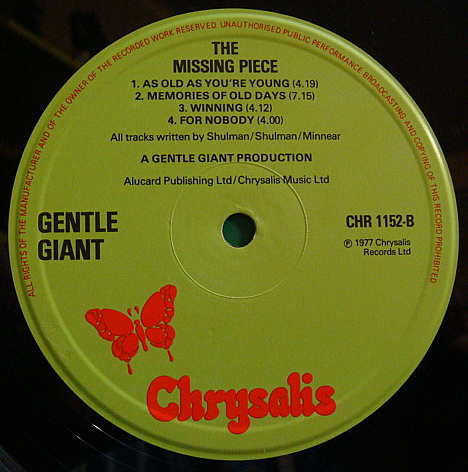 ALL RIGHTS OF THE MANUFACTURER AND OF THE OWNER OF THE RECORDED WORK RESERVED. UNAUTHORISED PUBLIC PERFORMANCE BROADCASTING AND COPYING OF THIS RECORD PROHIBITED
THE
MISSING PIECE
1. AS OLD AS YOU'RE YOUNG (4.19)
2. MEMORIES OF OLD DAYS (7.15)
3. WINNING (4.12)
4. FOR NOBODY (4.00)
All tracks written by Shulman/Shulman/Minnear
A GENTLE GIANT PRODUCTION
Alucard Publishing Ltd/Chrysalis Music Ltd
GENTLE
GIANT
CHR 1152-B
℗ 1977 Chrysalis
Records Ltd
Chrysalis